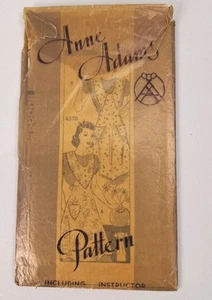 Anne
Adams
Pattern
INCLUDING INSTRUCTOR